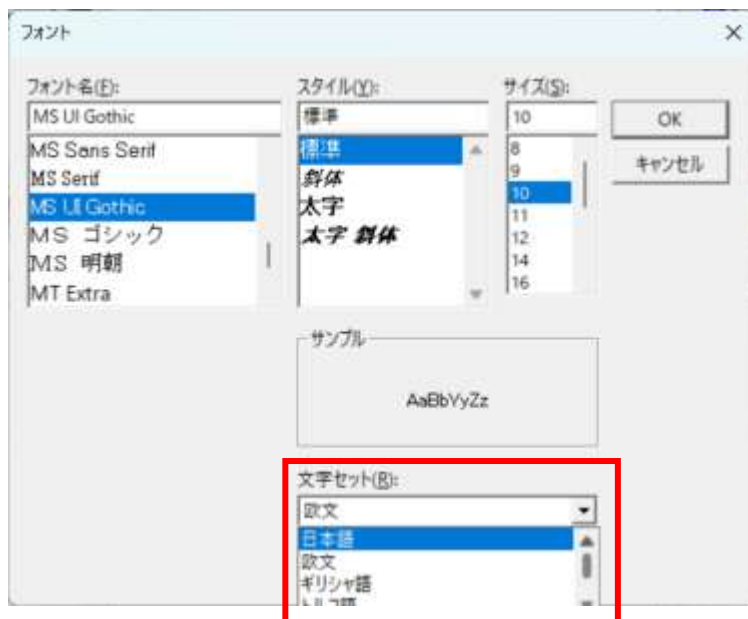 フォント
フォント名(F):
MS UI Gothic
MS Sans Serif
MS Serif
MS UI Gothic
MS ゴシック
MS 明朝
MT Extra
スタイル(Y):
標準
標準
斜体
太字
太字 斜体
サイズ(S):
10
8
9
10
11
12
14
16
OK
キャンセル
サンプル
AaBbYyZz
文字セット(R):
欧文
日本語
欧文
ギリシャ語
トルコ語